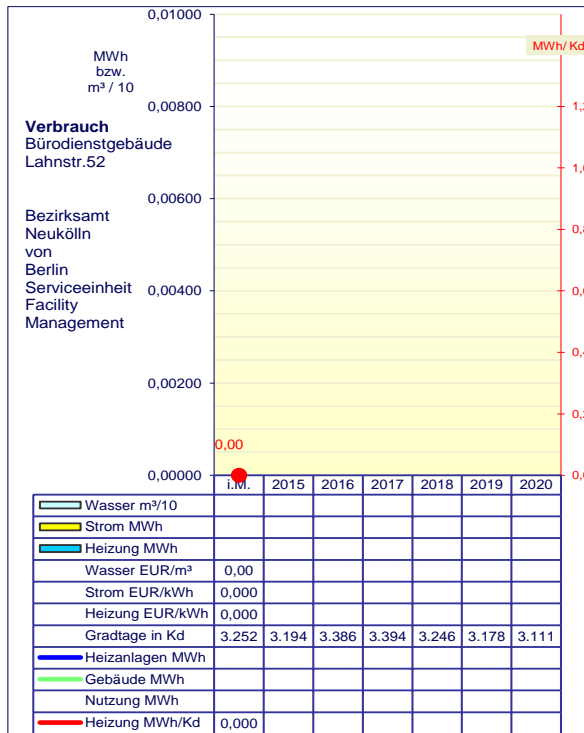 MWh
bzw.
m³ / 10
Verbrauch
Bürodienstgebäude
Lahnstr.52
Bezirksamt
Neukölln
von
Berlin
Serviceeinheit
Facility
Management
0,01000
0,00800
0,00600
0,00400
0,00200
0,00000
MWh/Kd
0,00
i.M. 2015 2016 2017 2018 2019 2020
Wasser m³/10
Strom MWh
Heizung MWh
Wasser EUR/m³ 0,00
Strom EUR/kWh 0,000
Heizung EUR/kWh 0,000
Gradtage in Kd 3.252 3.194 3.386 3.394 3.246 3.178 3.111
Heizanlagen MWh
Gebäude MWh
Nutzung MWh
Heizung MWh/Kd 0,000